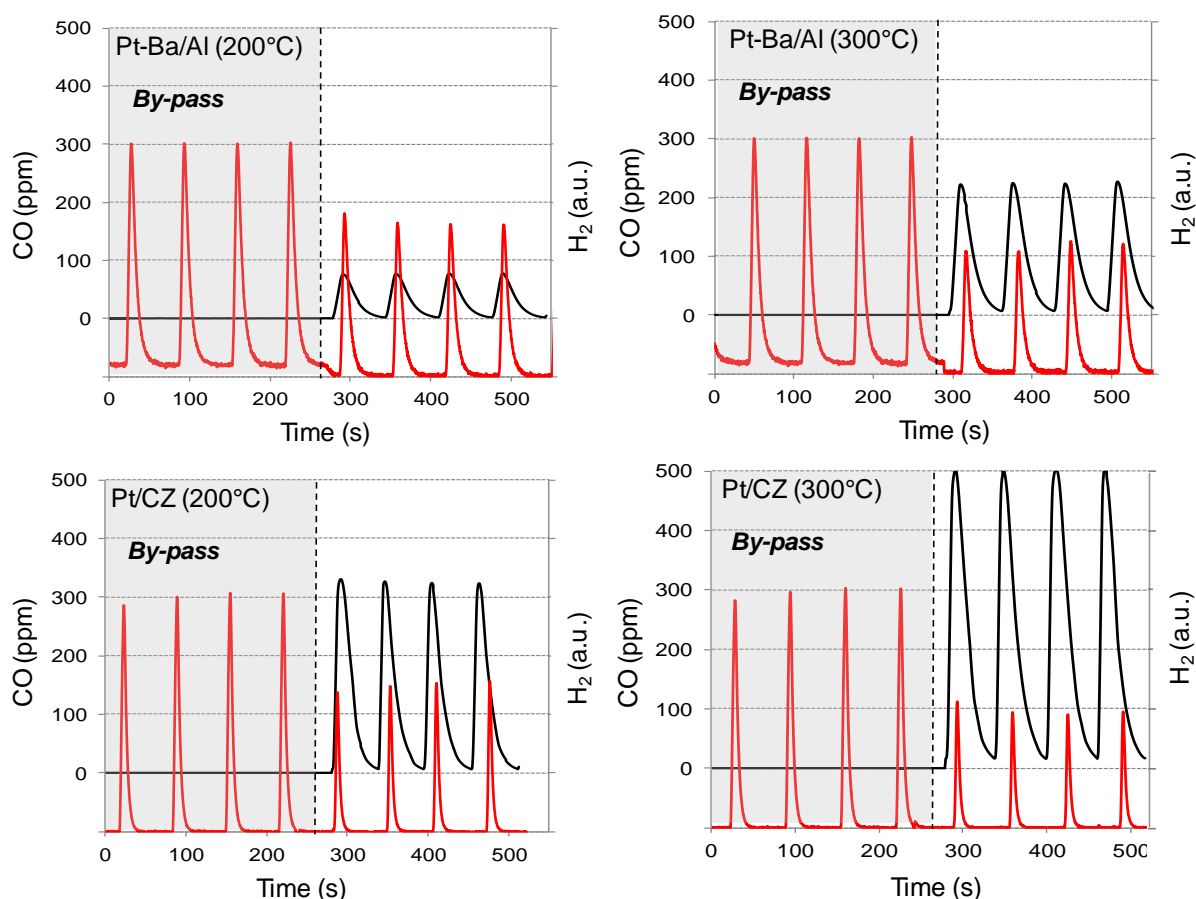 Pt-Ba/Al (200°C)
By-pass
500
400
300
200
100
0
CO (ppm)
H2 (a.u.)
0 100 200 300 400 500
Time (s)
Pt-Ba/Al (300°C)
By-pass
500
400
300
200
100
0
CO (ppm)
H2 (a.u.)
0 100 200 300 400 500
Time (s)
Pt/CZ (200°C)
By-pass
500
400
300
200
100
0
CO (ppm)
H2 (a.u.)
0 100 200 300 400 500
Time (s)
Pt/CZ (300°C)
By-pass
500
400
300
200
100
0
CO (ppm)
H2 (a.u.)
0 100 200 300 400 500
Time (s)